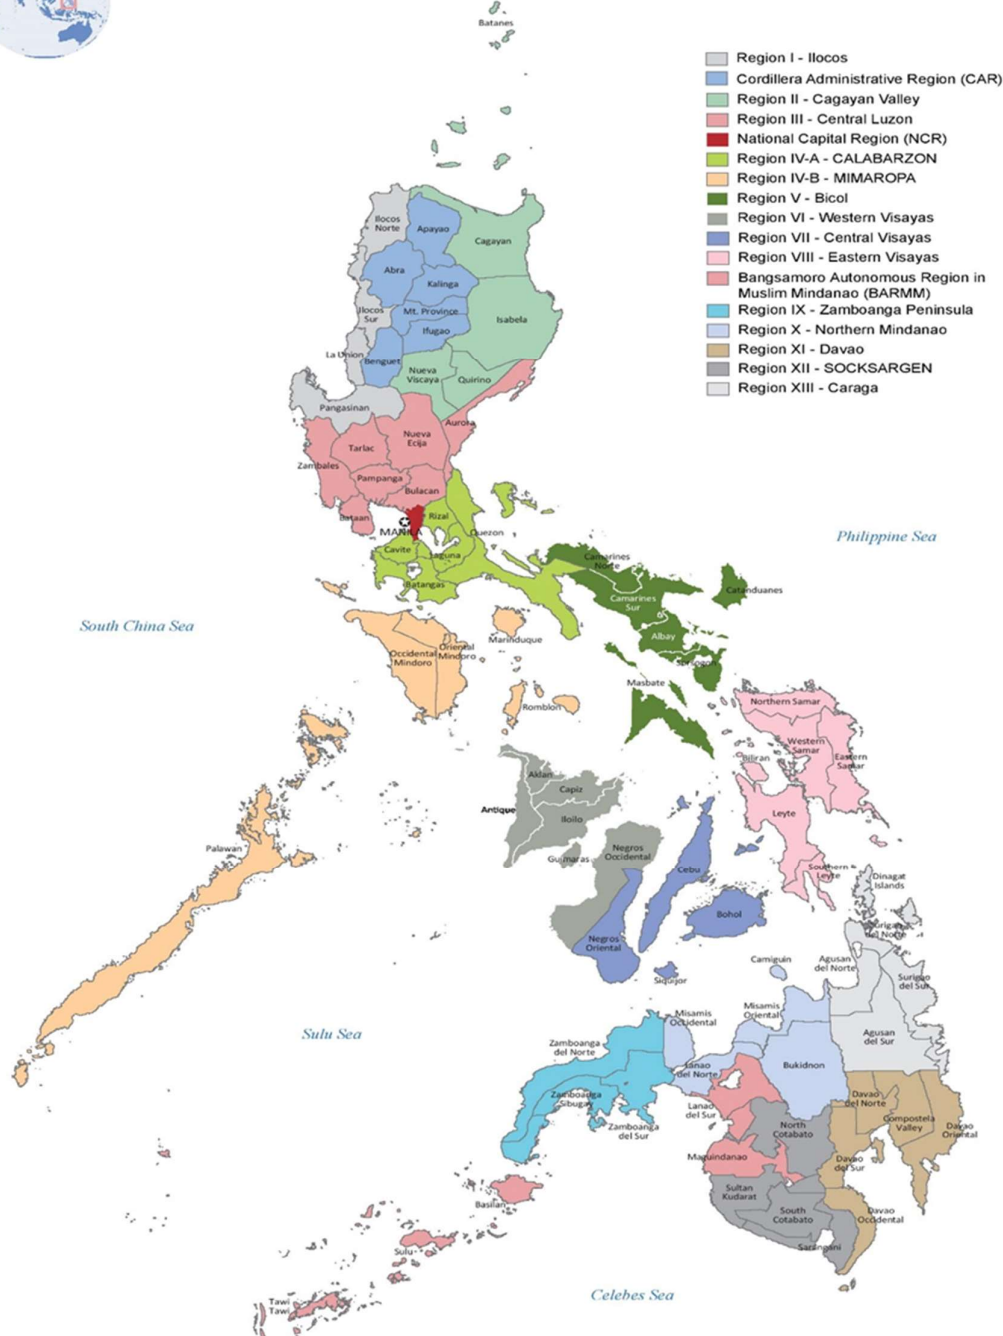 Batanes
Region I - Ilocos
Cordillera Administrative Region (CAR)
Region II - Cagayan Valley
Region III - Central Luzon
National Capital Region (NCR)
Region IV-A - CALABARZON
Region IV-B - MIMAROPA
Region V - Bicol
Region VI - Western Visayas
Region VII - Central Visayas
Region VIII - Eastern Visayas
Bangsamoro Autonomous Region in
Muslim Mindanao (BARMM)
Region IX - Zamboanga Peninsula
Region X - Northern Mindanao
Region XI - Davao
Region XII - SOCKSARGEN
Region XIII - Caraga
Ilocos
Norte
Apayao
Cagayan
Abra
Kalinga
Ilocos
Sur
Mt. Province
Ifugao
Isabela
La Union
Benguet
Nueva
Viscaya
Quirino
Pangasinan
Aurora
Nueva
Ecija
Tarlac
Zambales
Pampanga
Bulacan
Bataan
Rizal
MANILA
Quezon
Cavite
Laguna
Batangas
Philippine Sea
Camarines
Norte
Catanduanes
Camarines
Sur
South China Sea
Albay
Marinduque
Occidental
Mindoro
Oriental
Mindoro
Sorsogon
Masbate
Romblon
Northern Samar
Western
Samar
Eastern
Samar
Biliran
Aklan
Capiz
Antique
Iloilo
Leyte
Guimaras
Negros
Occidental
Palawan
Cebu
Southern
Leyte
Dinagat
Islands
Bohol
Surigao
del Norte
Negros
Oriental
Siquijor
Camiguin
Agusan
del Norte
Surigao
del Sur
Misamis
Occidental
Misamis
Oriental
Sulu Sea
Zamboanga
del Norte
Agusan
del Sur
Lanao
del Norte
Bukidnon
Zamboanga
Sibugay
Lanao
del Sur
Davao
del Norte
Compostela
Valley
Davao
Oriental
Zamboanga
del Sur
North
Cotabato
Maguindanao
Davao
del Sur
Sultan
Kudarat
Basilan
South
Cotabato
Davao
Occidental
Sarangani
Sulu
Celebes Sea
Tawi
Tawi